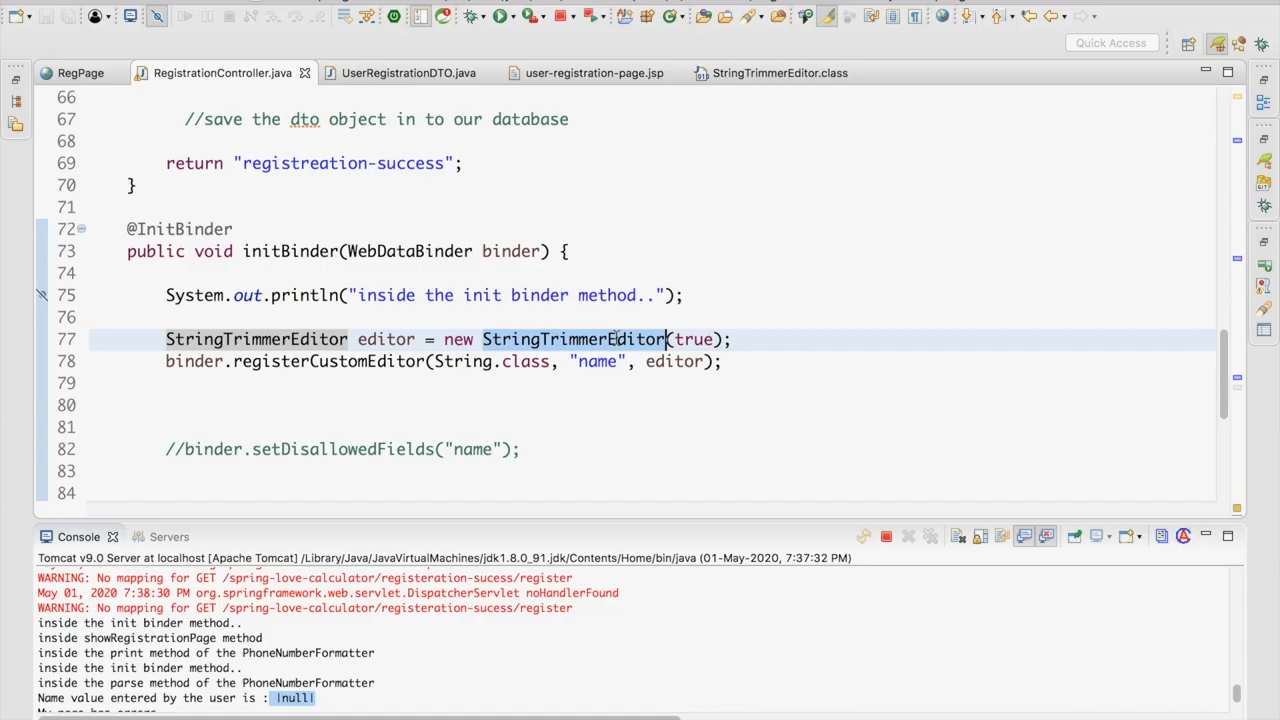 Quick Access
RegPage
RegistrationController.java
UserRegistrationDTO.java
user-registration-page.jsp
StringTrimmerEditor.class
66
67 //save the dto object in to our database
68
69 return "registreation-success";
70 }
71
72 @InitBinder
73 public void initBinder(WebDataBinder binder) {
74
75 System.out.println("inside the init binder method..");
76
77 StringTrimmerEditor editor = new StringTrimmerEditor(true);
78 binder.registerCustomEditor(String.class, "name", editor);
79
80
81
82 //binder.setDisallowedFields("name");
83
84
Console
Servers
Tomcat v9.0 Server at localhost [Apache Tomcat] /Library/Java/JavaVirtualMachines/jdk1.8.0_91.jdk/Contents/Home/bin/java (01-May-2020, 7:37:32 PM)
WARNING: No mapping for GET /spring-love-calculator/registeration-sucess/register
May 01, 2020 7:38:30 PM org.springframework.web.servlet.DispatcherServlet noHandlerFound
WARNING: No mapping for GET /spring-love-calculator/registeration-sucess/register
inside the init binder method..
inside showRegistrationPage method
inside the print method of the PhoneNumberFormatter
inside the init binder method..
inside the parse method of the PhoneNumberFormatter
Name value entered by the user is : |null|
My page has errors